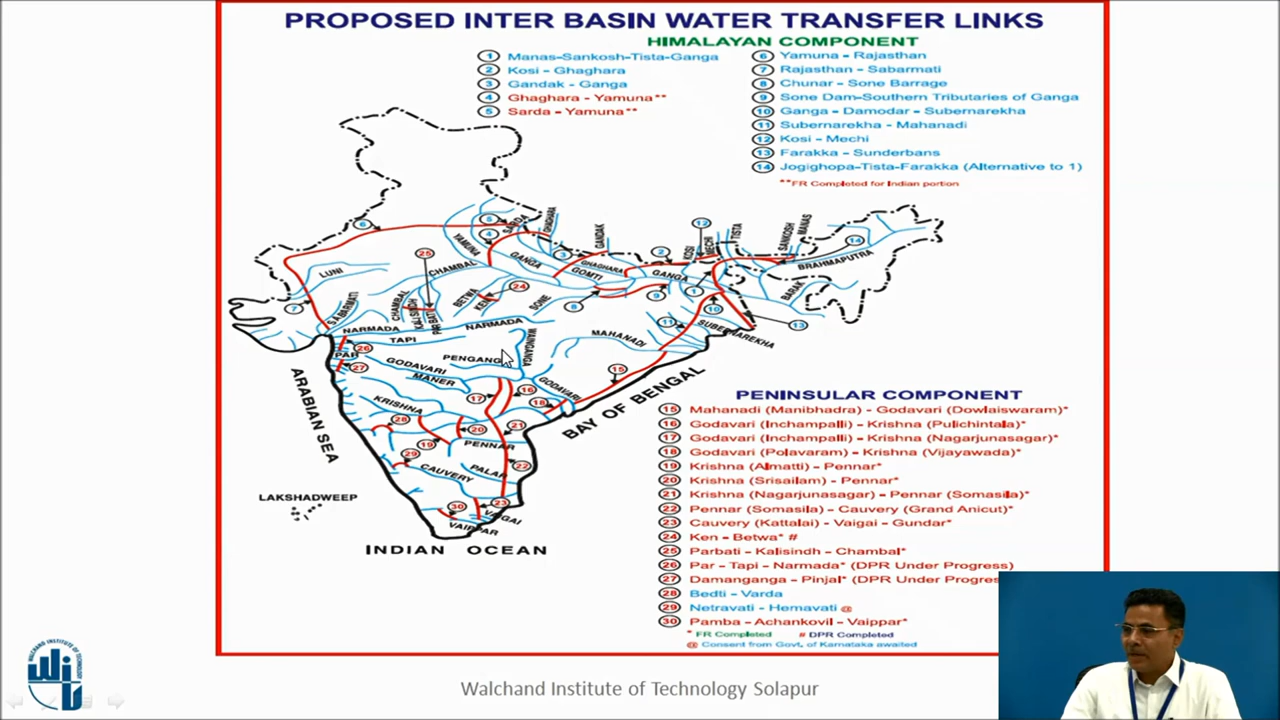 PROPOSED INTER BASIN WATER TRANSFER LINKS
HIMALAYAN COMPONENT
1 Manas-Sankosh-Tista-Ganga
2 Kosi - Ghaghara
3 Gandak - Ganga
4 Ghaghara - Yamuna**
5 Sarda - Yamuna**
6 Yamuna - Rajasthan
7 Rajasthan - Sabarmati
8 Chunar - Sone Barrage
9 Sone Dam-Southern Tributaries of Ganga
10 Ganga - Damodar - Subernarekha
11 Subernarekha - Mahanadi
12 Kosi - Mechi
13 Farakka - Sunderbans
14 Jogighopa-Tista-Farakka (Alternative to 1)
**FR Completed for Indian portion
SARDA
GHAGHARA
YAMUNA
GANDAK
KOSI
MECHI
TISTA
SANKOSH
MANAS
BRAHMAPUTRA
BARAK
GANGA
GHAGHARA
GOMTI
GANGA
LUNI
CHAMBAL
SABARMATI
CHAMBAL
KALISINDH
PARBATI
BETWA
KEN
SONE
NARMADA
NARMADA
TAPI
WAINGANGA
MAHANADI
SUBERNAREKHA
PAR
GODAVARI
PENGANG
MANER
GODAVARI
KRISHNA
PENNAR
PALAR
CAUVERY
VAIGAI
VAIPPAR
ARABIAN SEA
BAY OF BENGAL
LAKSHADWEEP
INDIAN OCEAN
PENINSULAR COMPONENT
15 Mahanadi (Manibhadra) - Godavari (Dowlaiswaram)*
16 Godavari (Inchampalli) - Krishna (Pulichintala)*
17 Godavari (Inchampalli) - Krishna (Nagarjunasagar)*
18 Godavari (Polavaram) - Krishna (Vijayawada)*
19 Krishna (Almatti) - Pennar*
20 Krishna (Srisailam) - Pennar*
21 Krishna (Nagarjunasagar) - Pennar (Somasila)*
22 Pennar (Somasila) - Cauvery (Grand Anicut)*
23 Cauvery (Kattalai) - Vaigai - Gundar*
24 Ken - Betwa* #
25 Parbati - Kalisindh - Chambal*
26 Par - Tapi - Narmada* (DPR Under Progress)
27 Damanganga - Pinjal* (DPR Under Progres
28 Bedti - Varda
29 Netravati - Hemavati @
30 Pamba - Achankovil - Vaippar*
* FR Completed # DPR Completed
@ Consent from Govt. of Karnataka awaited
Walchand Institute of Technology Solapur